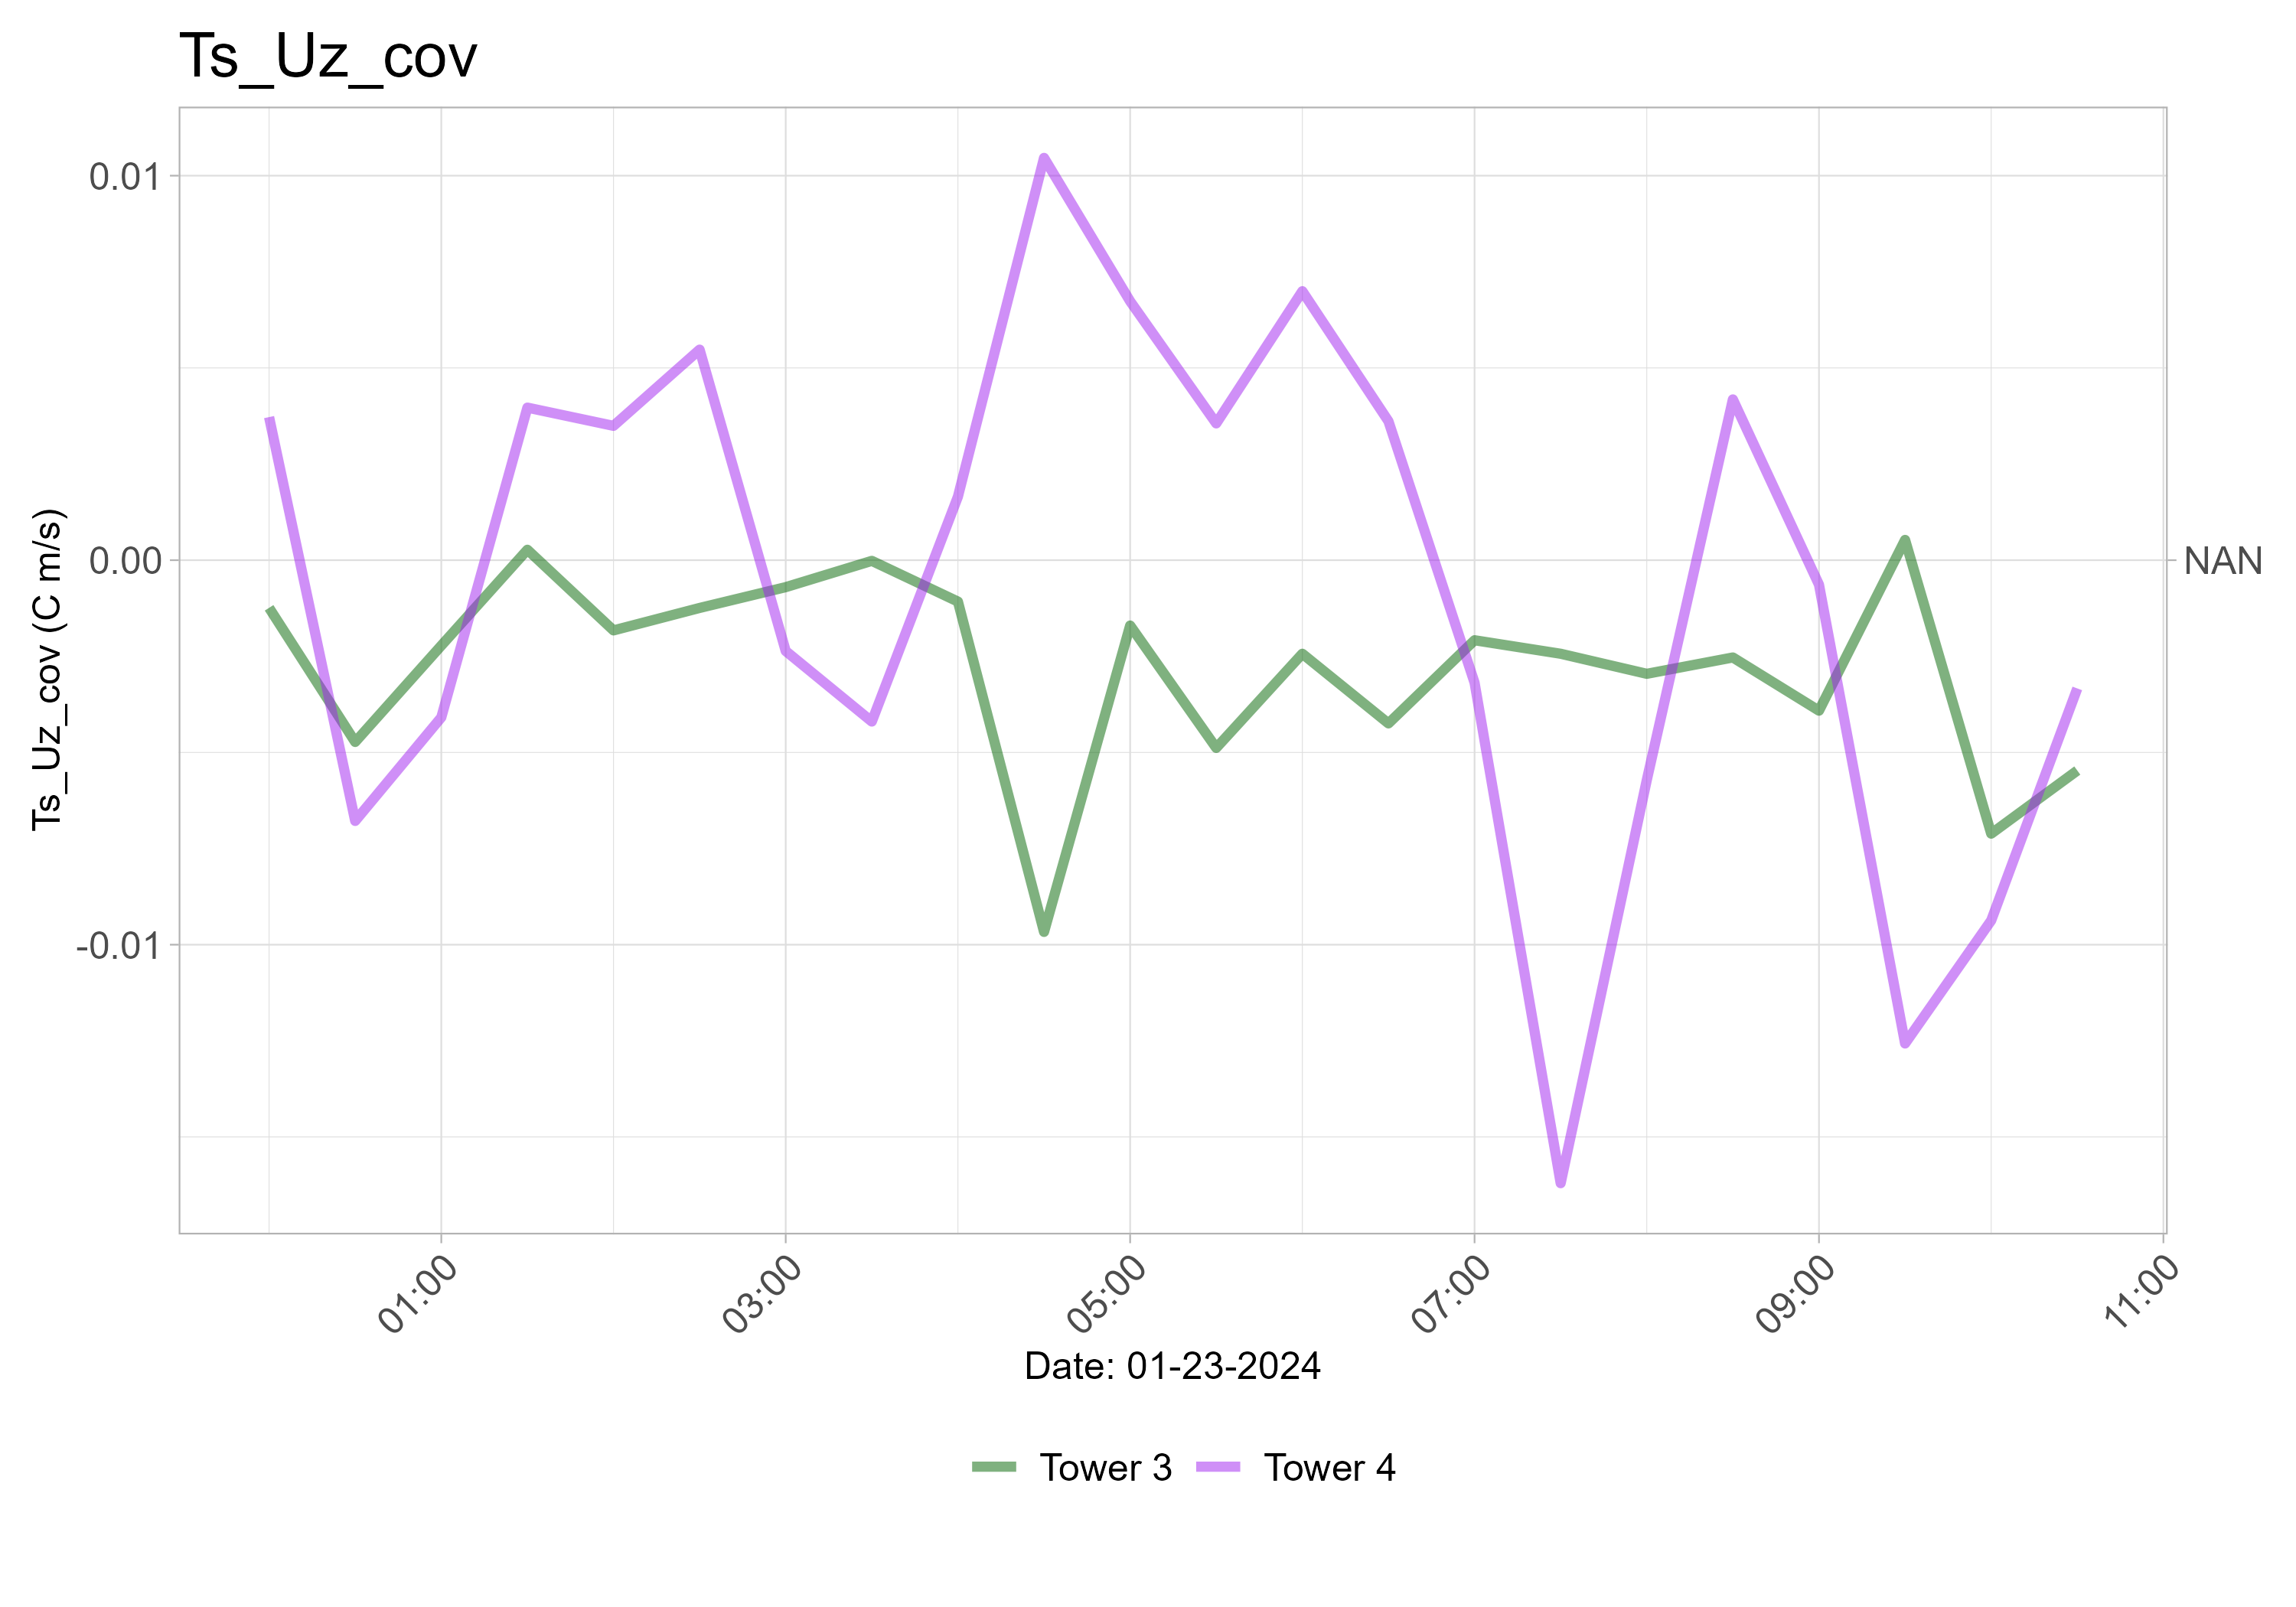 Ts_Uz_cov
Ts_Uz_cov (C m/s)
0.01
0.00
-0.01
NAN
01:00
03:00
05:00
07:00
09:00
11:00
Date: 01-23-2024
Tower 3
Tower 4